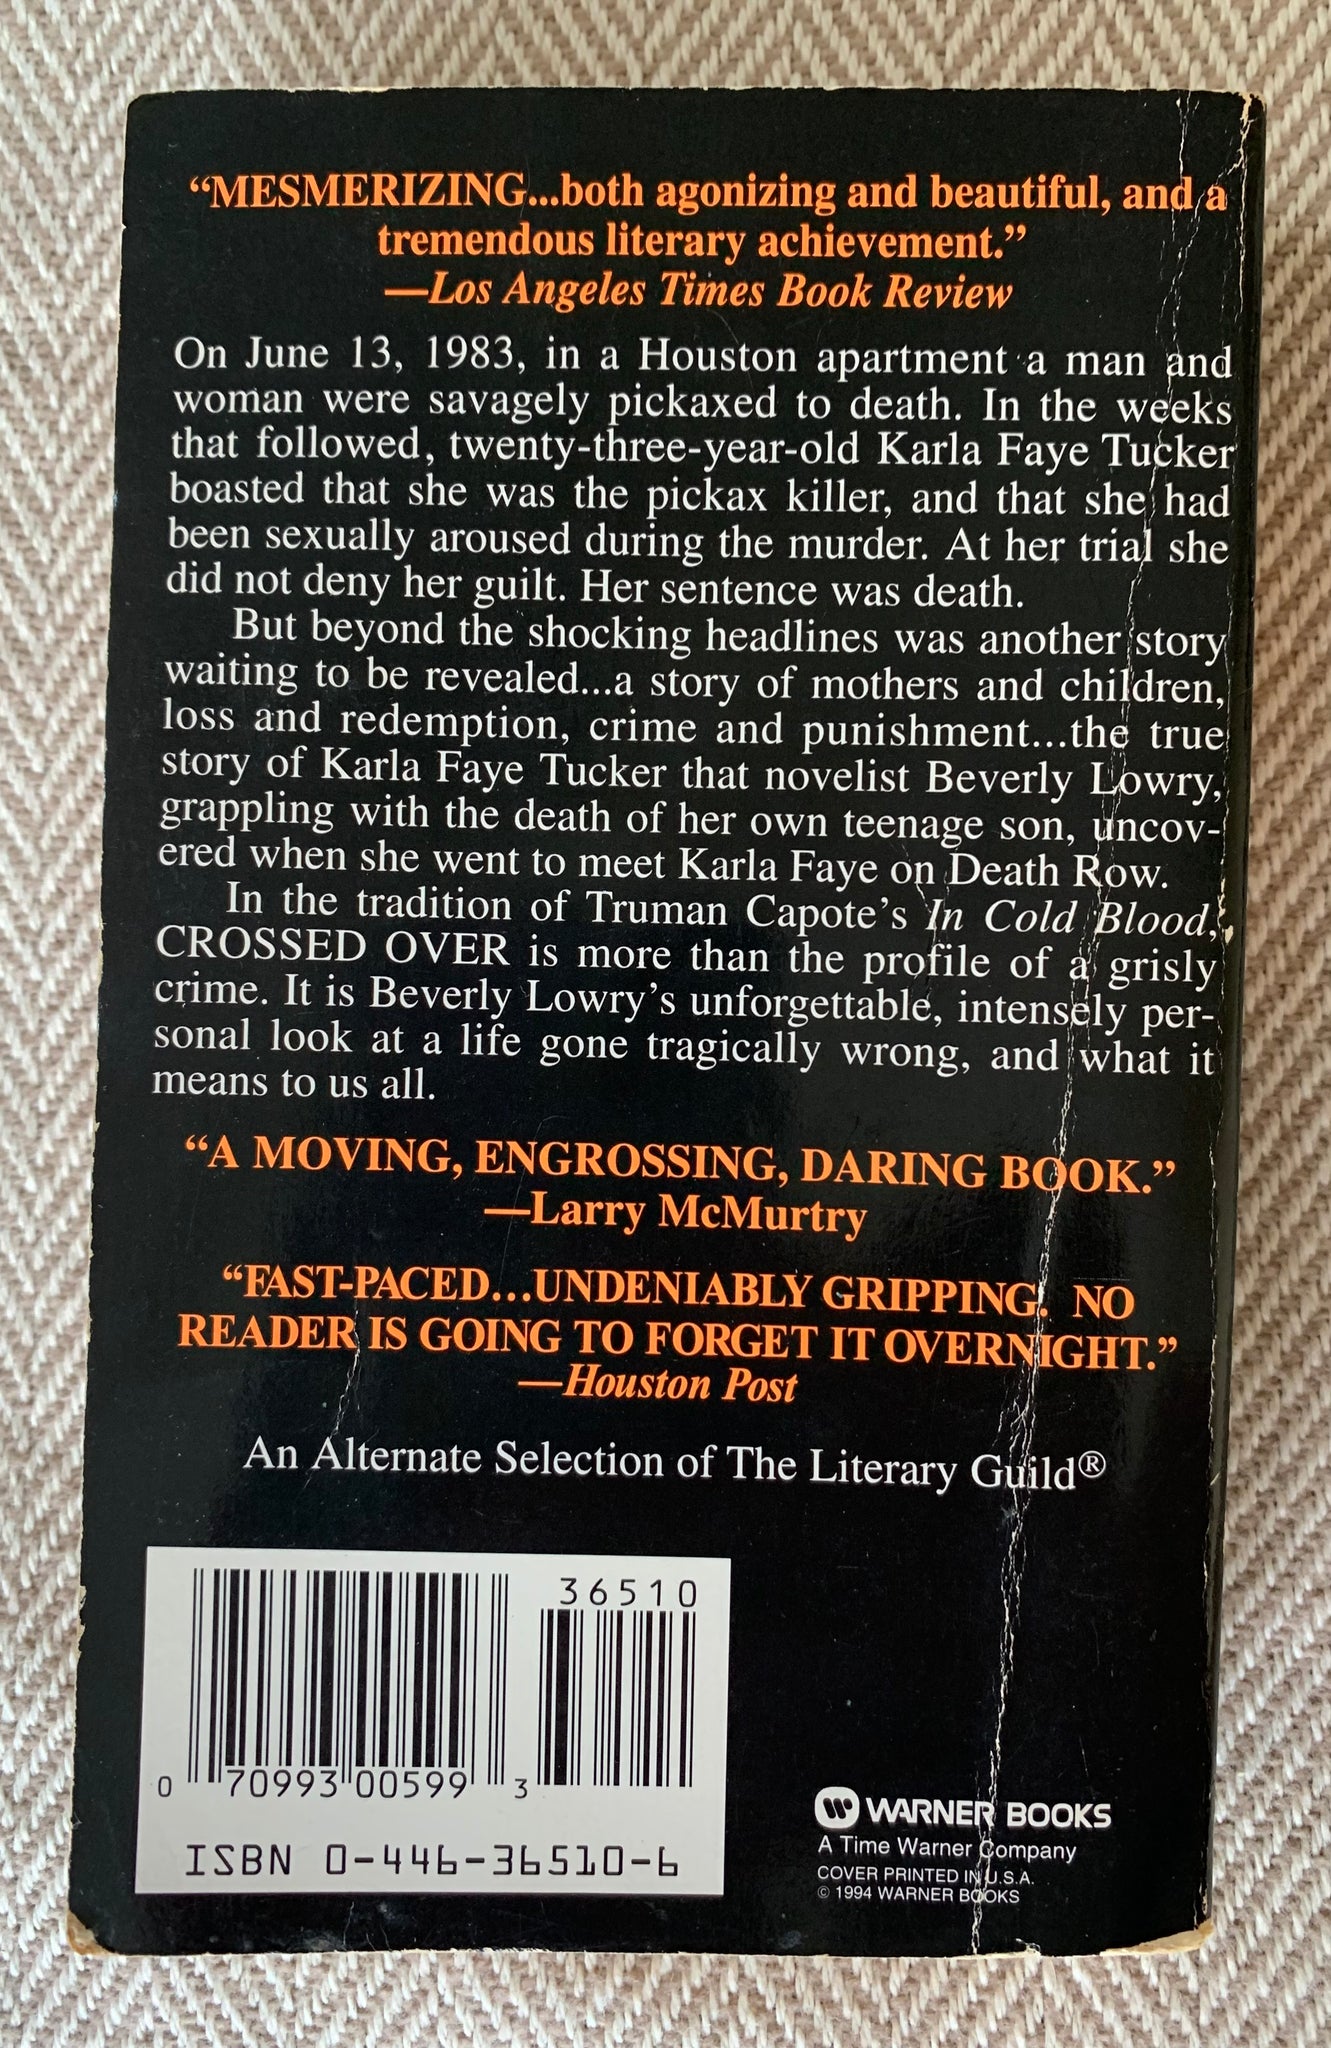 “MESMERIZING...both agonizing and beautiful, and a
tremendous literary achievement.”
—Los Angeles Times Book Review
On June 13, 1983, in a Houston apartment a man and
woman were savagely pickaxed to death. In the weeks
that followed, twenty-three-year-old Karla Faye Tucker
boasted that she was the pickax killer, and that she had
been sexually aroused during the murder. At her trial she
did not deny her guilt. Her sentence was death.
But beyond the shocking headlines was another story
waiting to be revealed...a story of mothers and children,
loss and redemption, crime and punishment...the true
story of Karla Faye Tucker that novelist Beverly Lowry,
grappling with the death of her own teenage son, uncov-
ered when she went to meet Karla Faye on Death Row.
In the tradition of Truman Capote’s In Cold Blood,
CROSSED OVER is more than the profile of a grisly
crime. It is Beverly Lowry’s unforgettable, intensely per-
sonal look at a life gone tragically wrong, and what it
means to us all.
“A MOVING, ENGROSSING, DARING BOOK.”
—Larry McMurtry
“FAST-PACED...UNDENIABLY GRIPPING. NO
READER IS GOING TO FORGET IT OVERNIGHT.”
—Houston Post
An Alternate Selection of The Literary Guild®
36510
0 70993 00599 3
ISBN 0-446-36510-6
WARNER BOOKS
A Time Warner Company
COVER PRINTED IN U.S.A.
© 1994 WARNER BOOKS